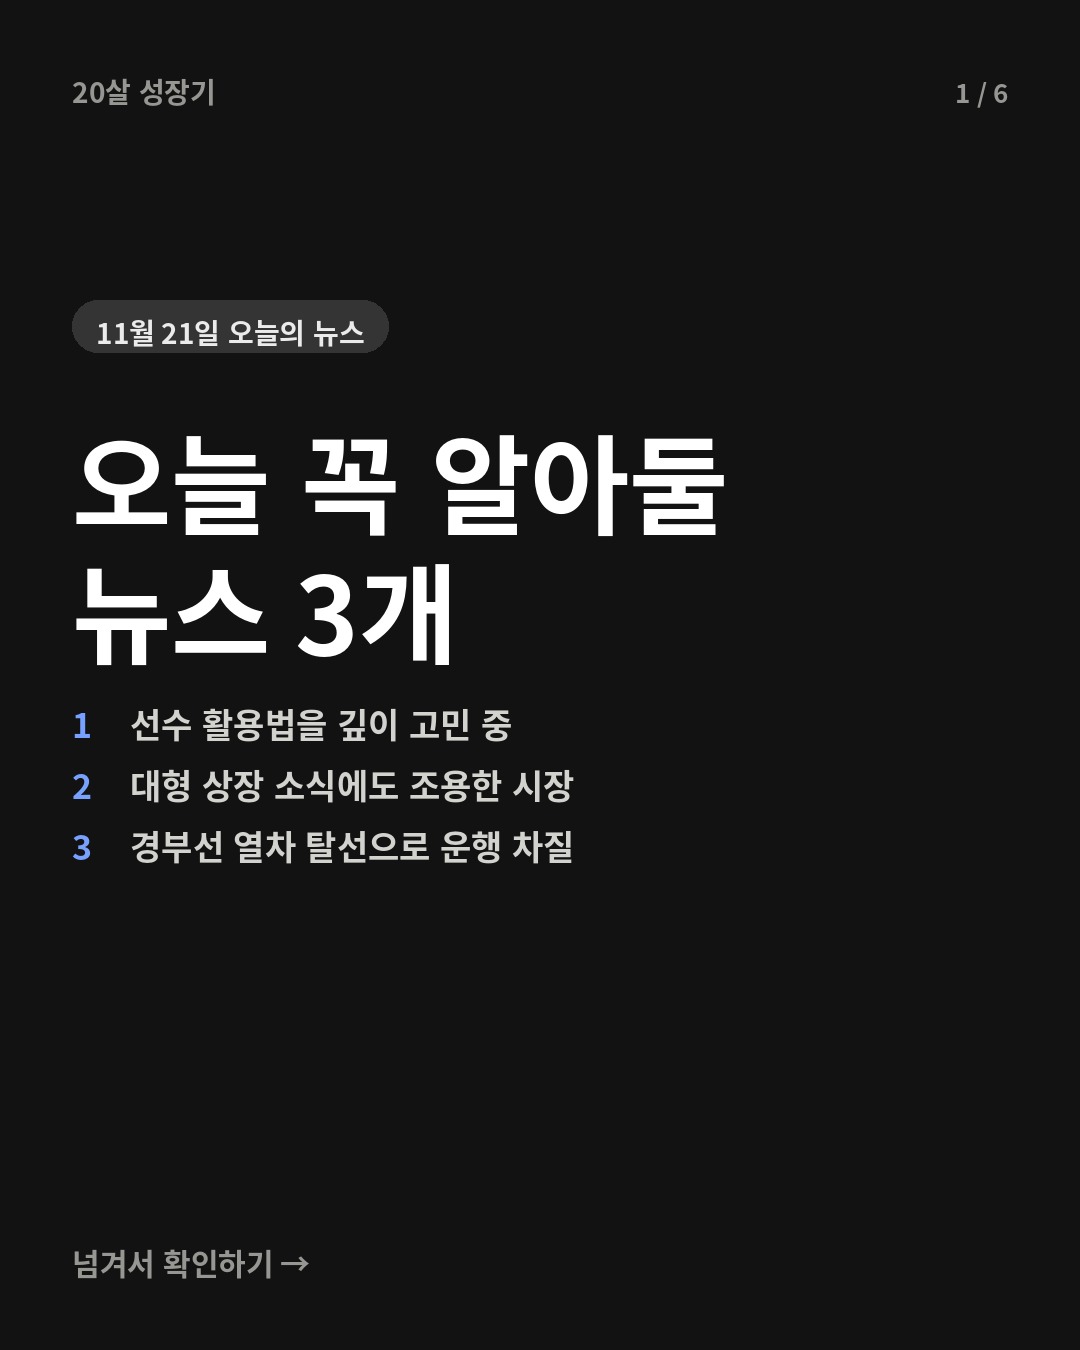 20살 성장기
1 / 6
11월 21일 오늘의 뉴스
오늘 꼭 알아둘
뉴스 3개
1 선수 활용법을 깊이 고민 중
2 대형 상장 소식에도 조용한 시장
3 경부선 열차 탈선으로 운행 차질
넘겨서 확인하기 →